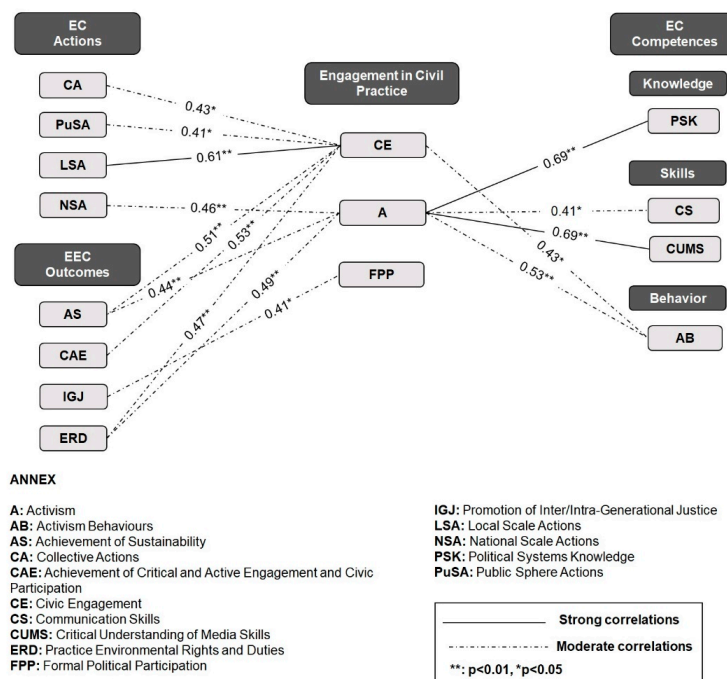 EC
Actions
EC
Competences
Engagement in Civil
Practice
Knowledge
CA
0.43*
PuSA
0.41*
CE
PSK
LSA
0.61**
0.69**
Skills
NSA
0.46**
A
0.41*
CS
0.51**
0.53**
0.69**
CUMS
EEC
Outcomes
0.44**
0.49**
FPP
0.43*
0.53**
Behavior
AS
0.47**
0.41*
AB
CAE
IGJ
ERD
ANNEX
A: Activism
AB: Activism Behaviours
AS: Achievement of Sustainability
CA: Collective Actions
CAE: Achievement of Critical and Active Engagement and Civic
Participation
CE: Civic Engagement
CS: Communication Skills
CUMS: Critical Understanding of Media Skills
ERD: Practice Environmental Rights and Duties
FPP: Formal Political Participation
IGJ: Promotion of Inter/Intra-Generational Justice
LSA: Local Scale Actions
NSA: National Scale Actions
PSK: Political Systems Knowledge
PuSA: Public Sphere Actions
Strong correlations
Moderate correlations
**: p<0.01, *p<0.05